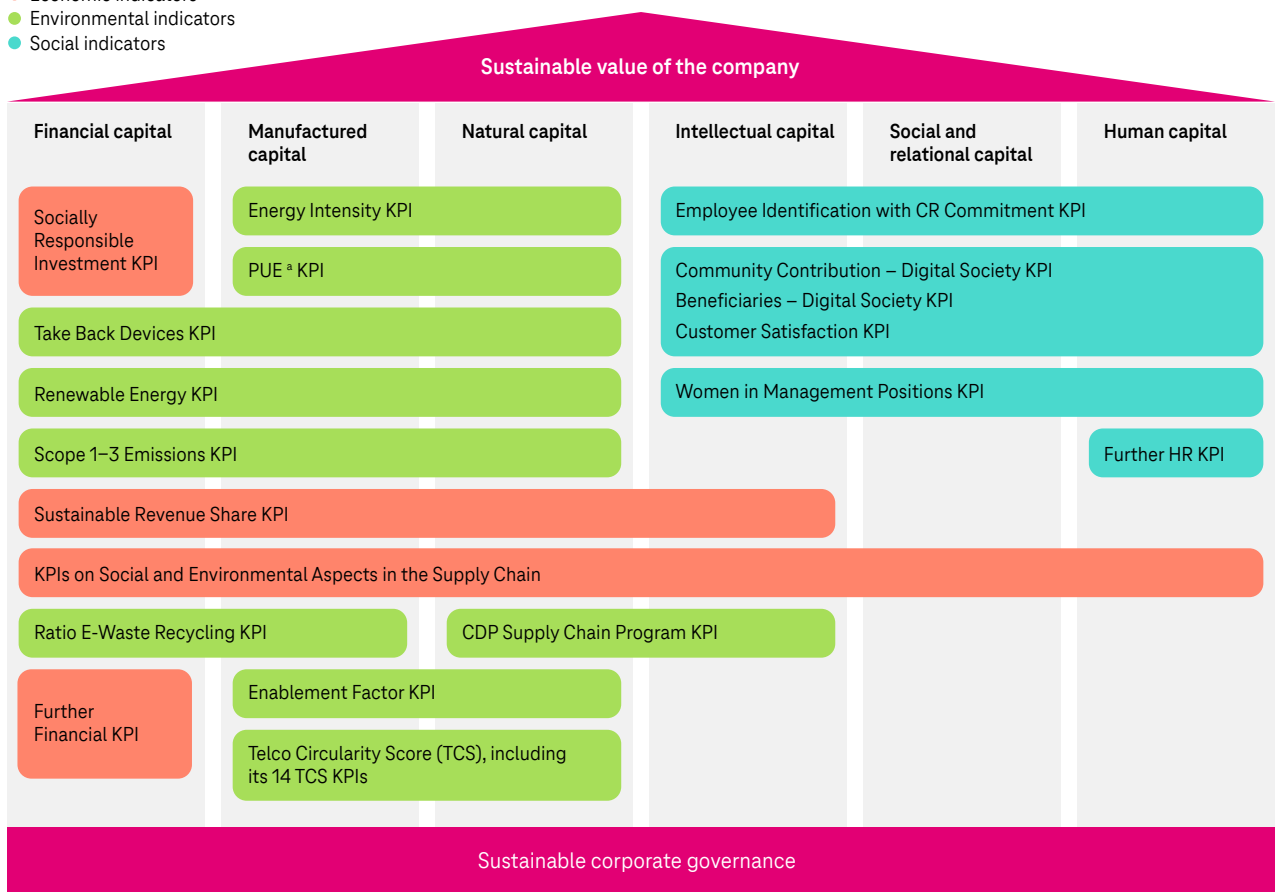 Environmental indicators
Social indicators
Sustainable value of the company
Financial capital
Manufactured
capital
Natural capital
Intellectual capital
Social and
relational capital
Human capital
Socially
Responsible
Investment KPI
Energy Intensity KPI
Employee Identification with CR Commitment KPI
PUE ᵃ KPI
Community Contribution – Digital Society KPI
Beneficiaries – Digital Society KPI
Customer Satisfaction KPI
Take Back Devices KPI
Renewable Energy KPI
Women in Management Positions KPI
Scope 1–3 Emissions KPI
Further HR KPI
Sustainable Revenue Share KPI
KPIs on Social and Environmental Aspects in the Supply Chain
Ratio E-Waste Recycling KPI
CDP Supply Chain Program KPI
Further
Financial KPI
Enablement Factor KPI
Telco Circularity Score (TCS), including
its 14 TCS KPIs
Sustainable corporate governance